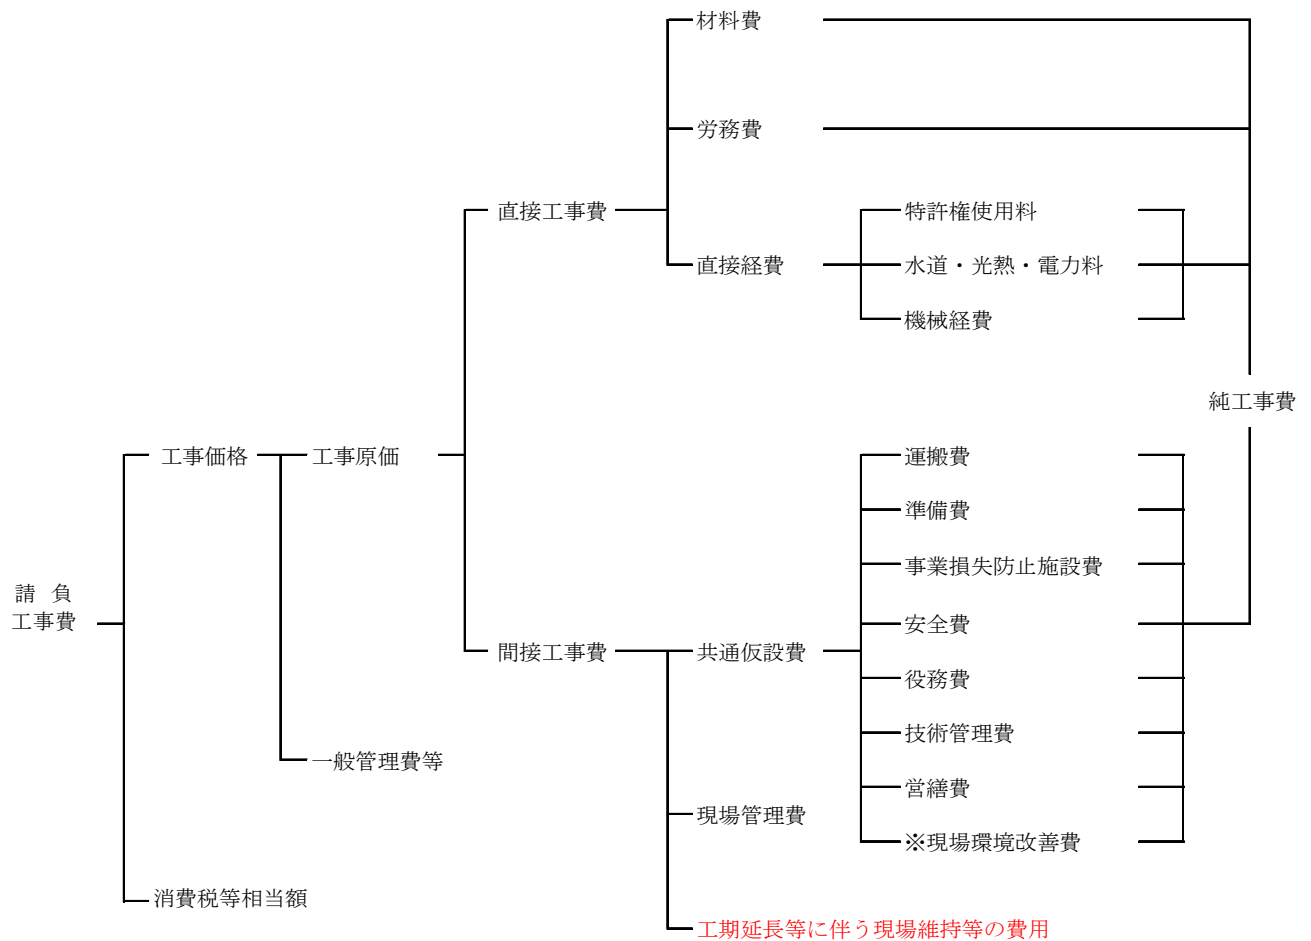 材料費
労務費
直接工事費
特許権使用料
直接経費
水道・光熱・電力料
機械経費
純工事費
工事価格
工事原価
運搬費
準備費
事業損失防止施設費
請 負
工事費
安全費
間接工事費
共通仮設費
役務費
技術管理費
一般管理費等
営繕費
現場管理費
※現場環境改善費
消費税等相当額
工期延長等に伴う現場維持等の費用